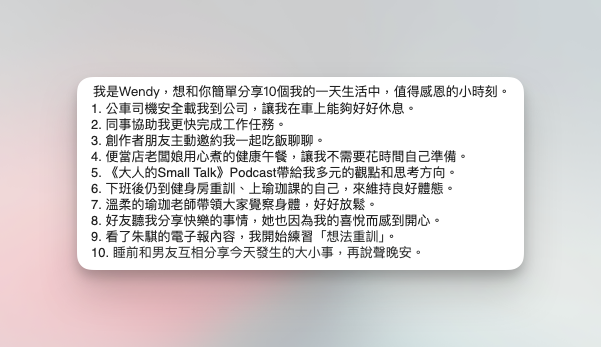 我是Wendy，想和你簡單分享10個我的一天生活中，值得感恩的小時刻。
1. 公車司機安全載我到公司，讓我在車上能夠好好休息。
2. 同事協助我更快完成工作任務。
3. 創作者朋友主動邀約我一起吃飯聊聊。
4. 便當店老闆娘用心煮的健康午餐，讓我不需要花時間自己準備。
5. 《大人的Small Talk》Podcast帶給我多元的觀點和思考方向。
6. 下班後仍到健身房重訓、上瑜珈課的自己，來維持良好體態。
7. 溫柔的瑜珈老師帶領大家覺察身體，好好放鬆。
8. 好友聽我分享快樂的事情，她也因為我的喜悅而感到開心。
9. 看了朱騏的電子報內容，我開始練習「想法重訓」。
10. 睡前和男友互相分享今天發生的大小事，再說聲晚安。